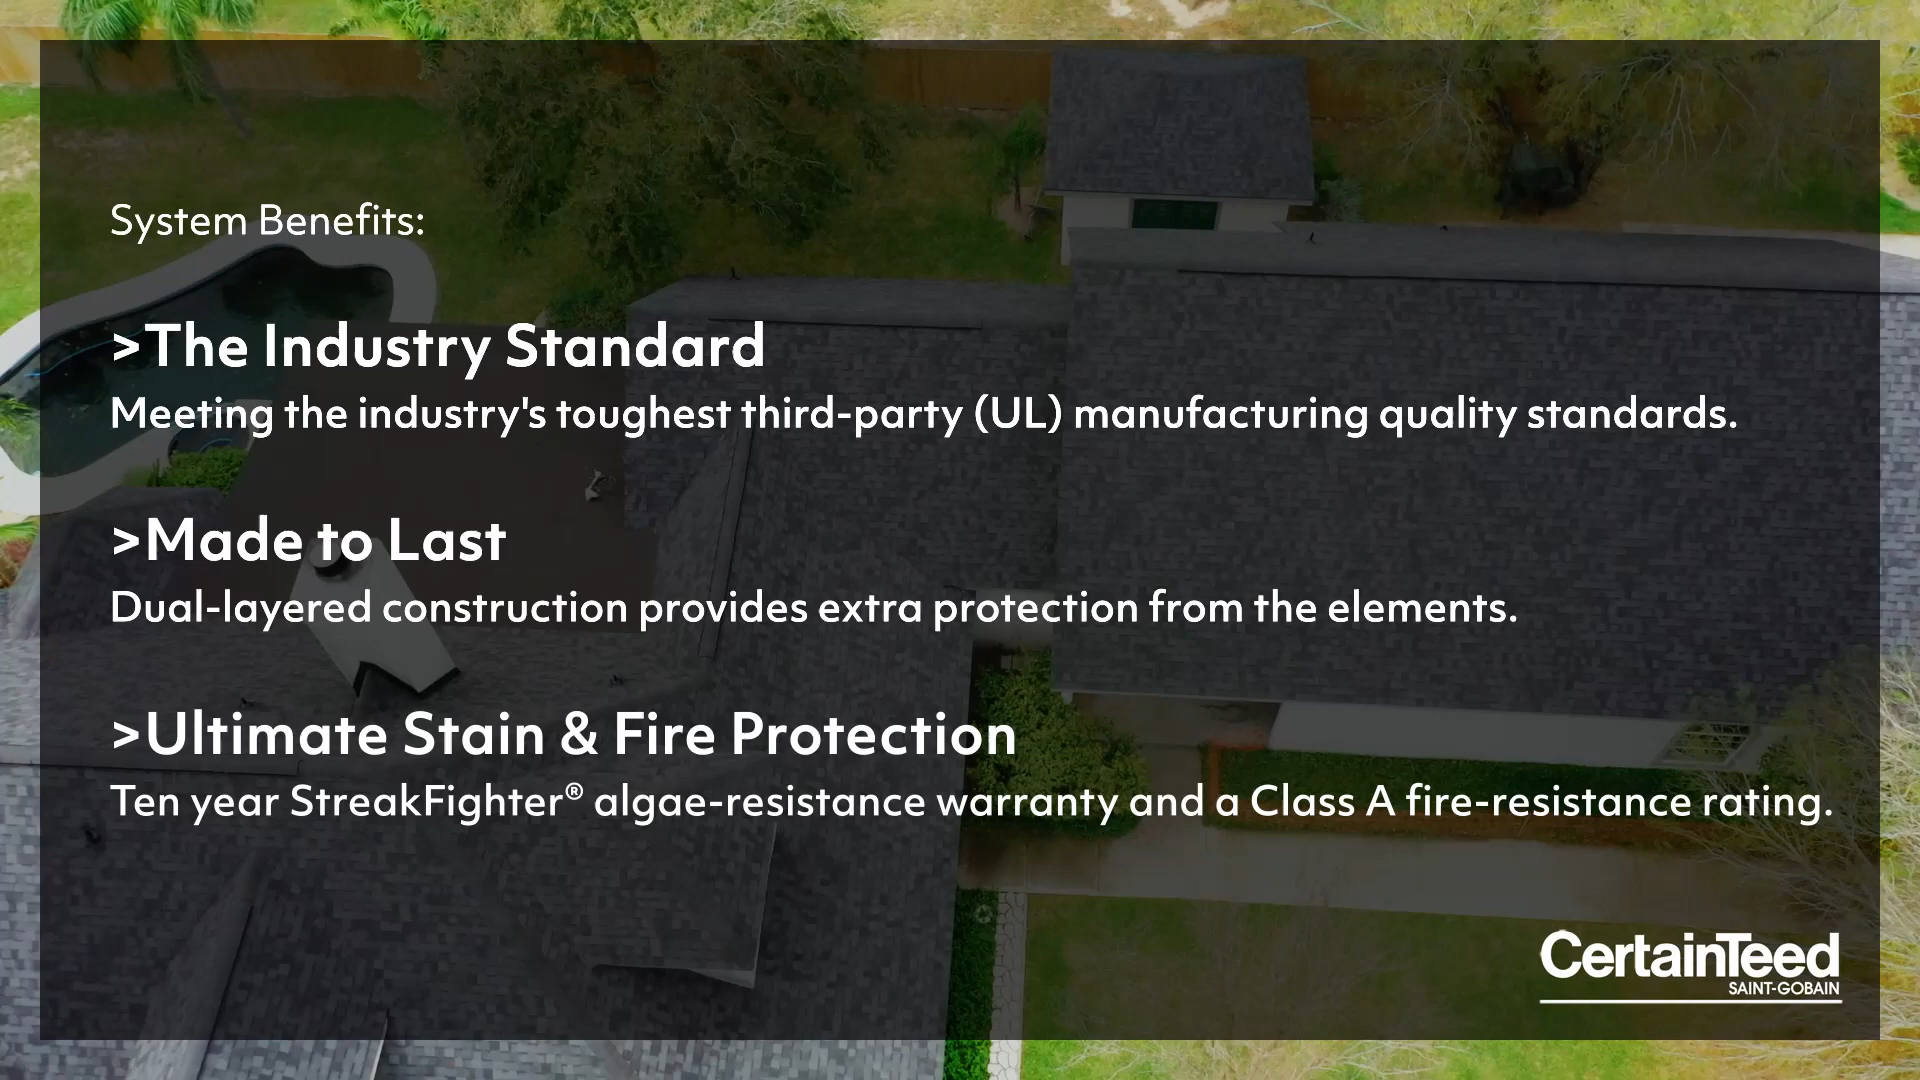 System Benefits:
>The Industry Standard
Meeting the industry's toughest third-party (UL) manufacturing quality standards.
>Made to Last
Dual-layered construction provides extra protection from the elements.
>Ultimate Stain & Fire Protection
Ten year StreakFighter® algae-resistance warranty and a Class A fire-resistance rating.
CertainTeed
SAINT-GOBAIN